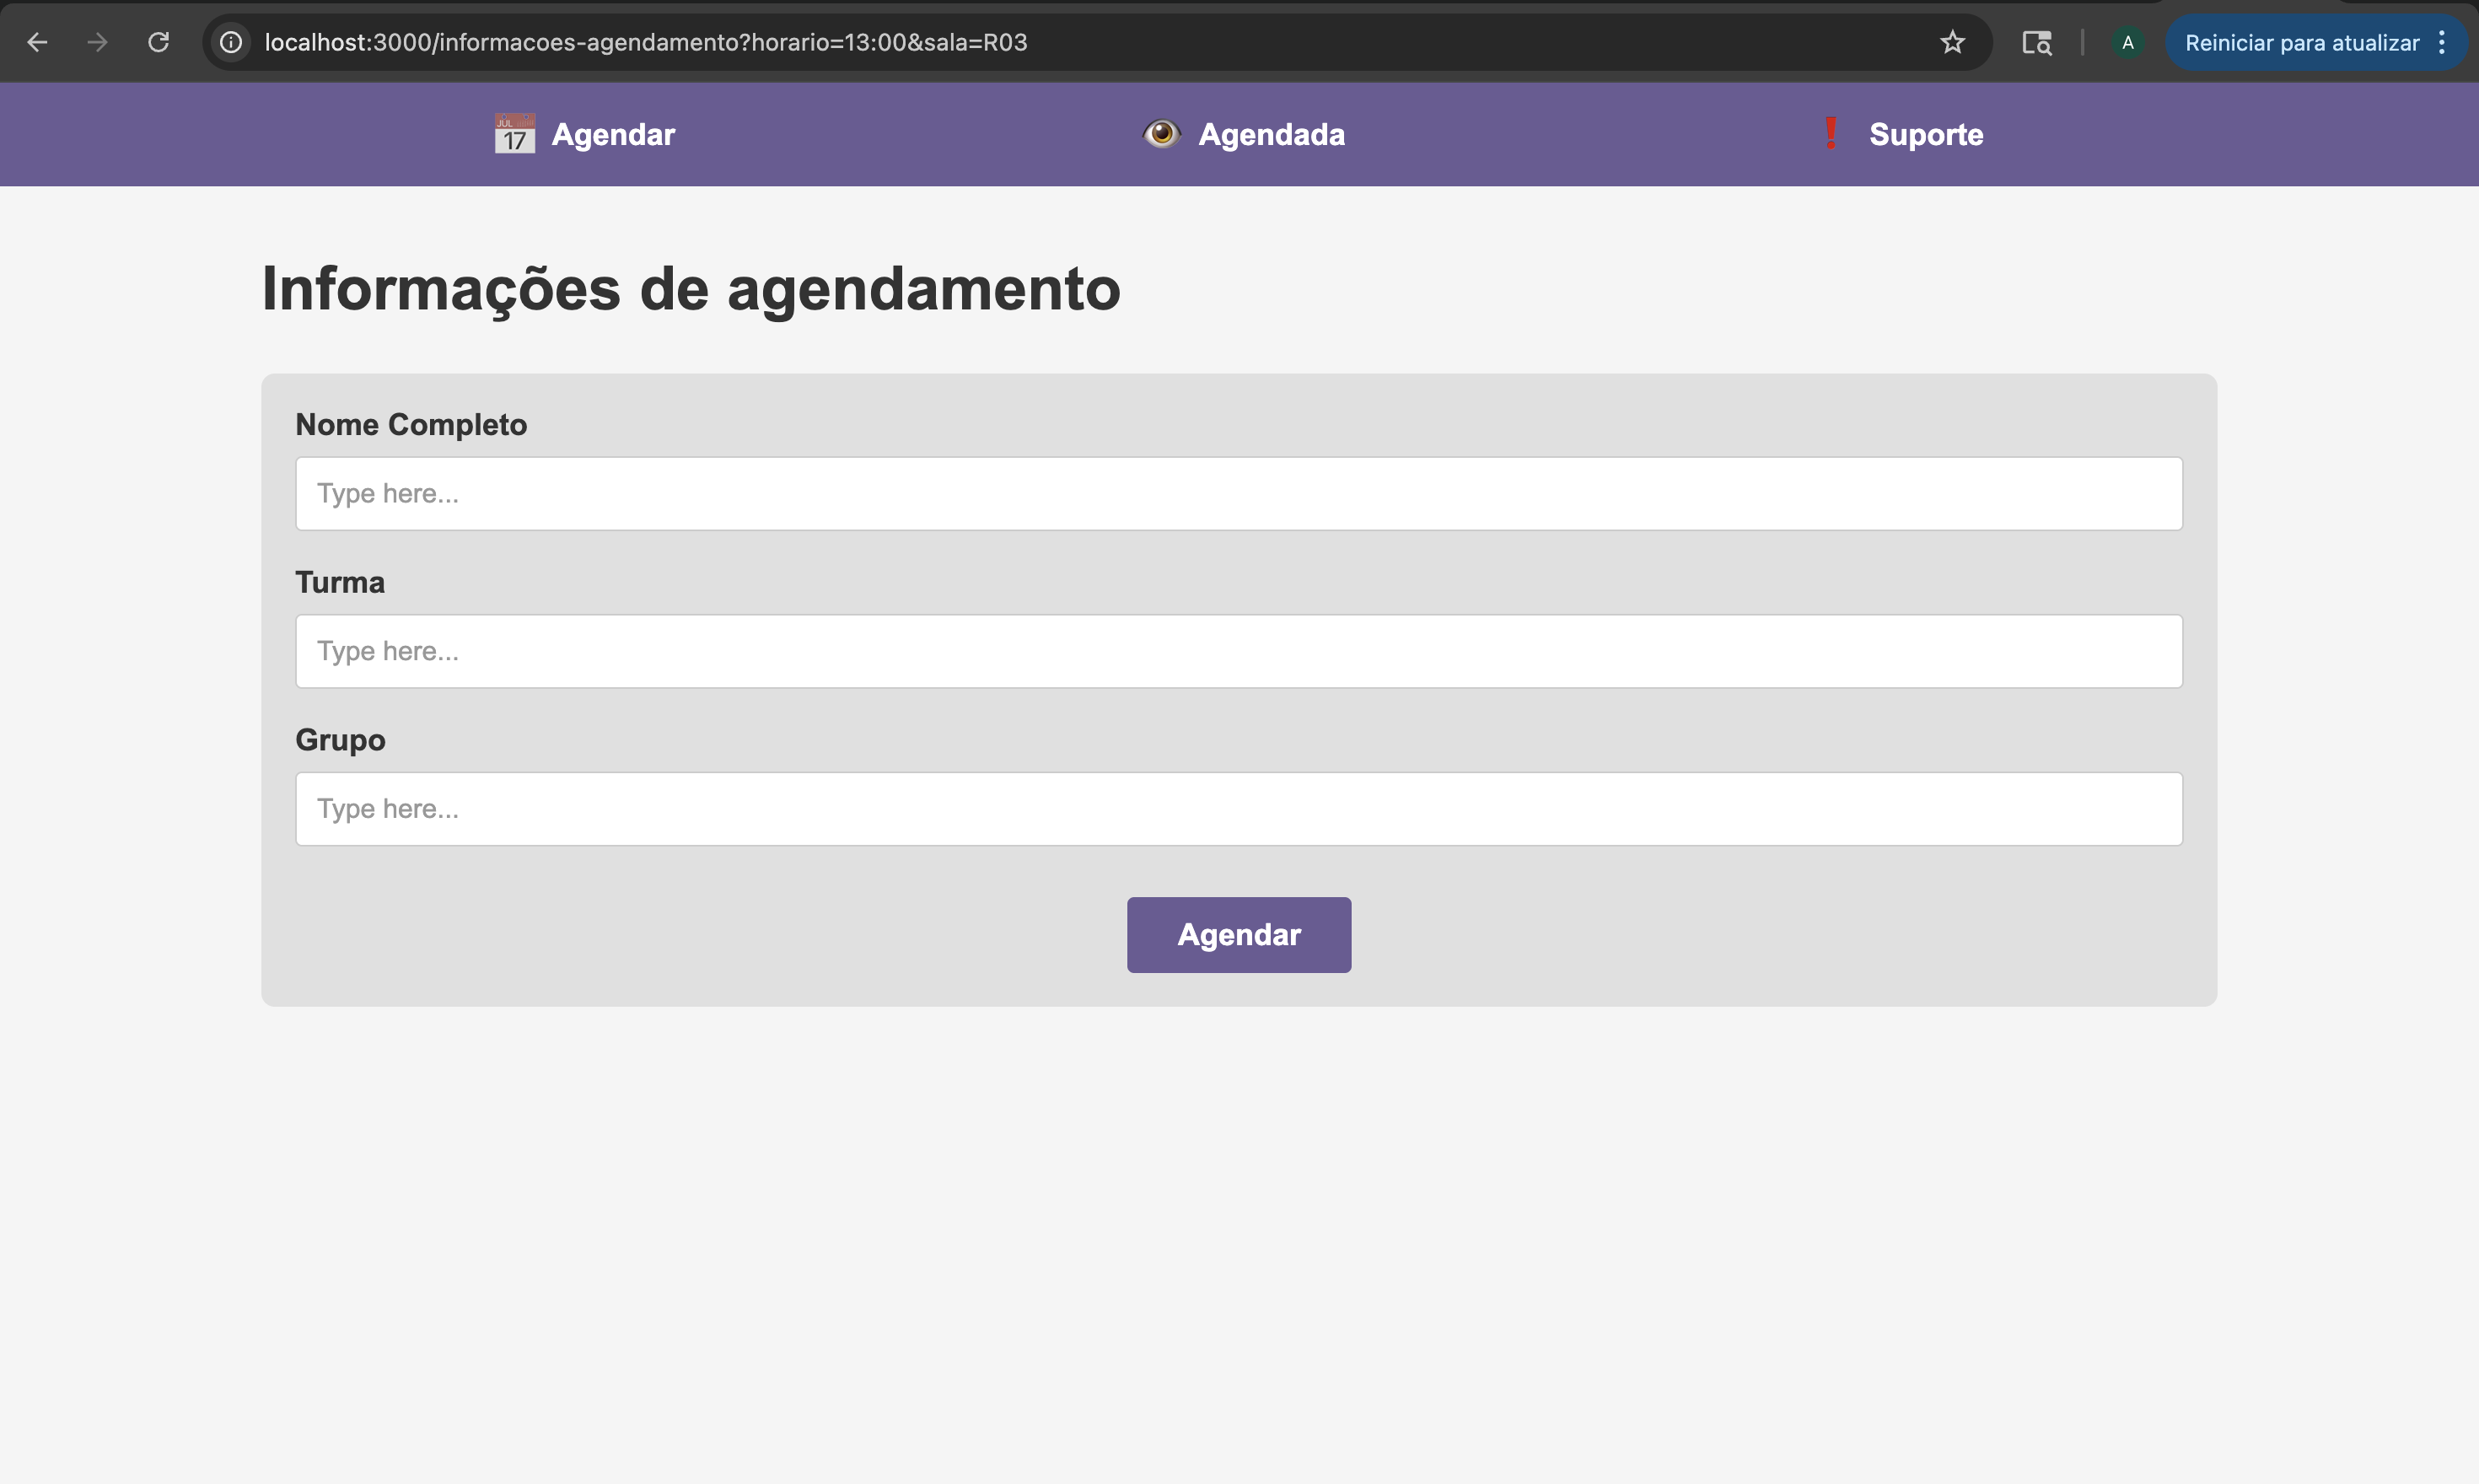 localhost:3000/informacoes-agendamento?horario=13:00&sala=R03
A
Reiniciar para atualizar
JUL
17
Agendar
Agendada
Suporte
Informações de agendamento
Nome Completo
Type here...
Turma
Type here...
Grupo
Type here...
Agendar